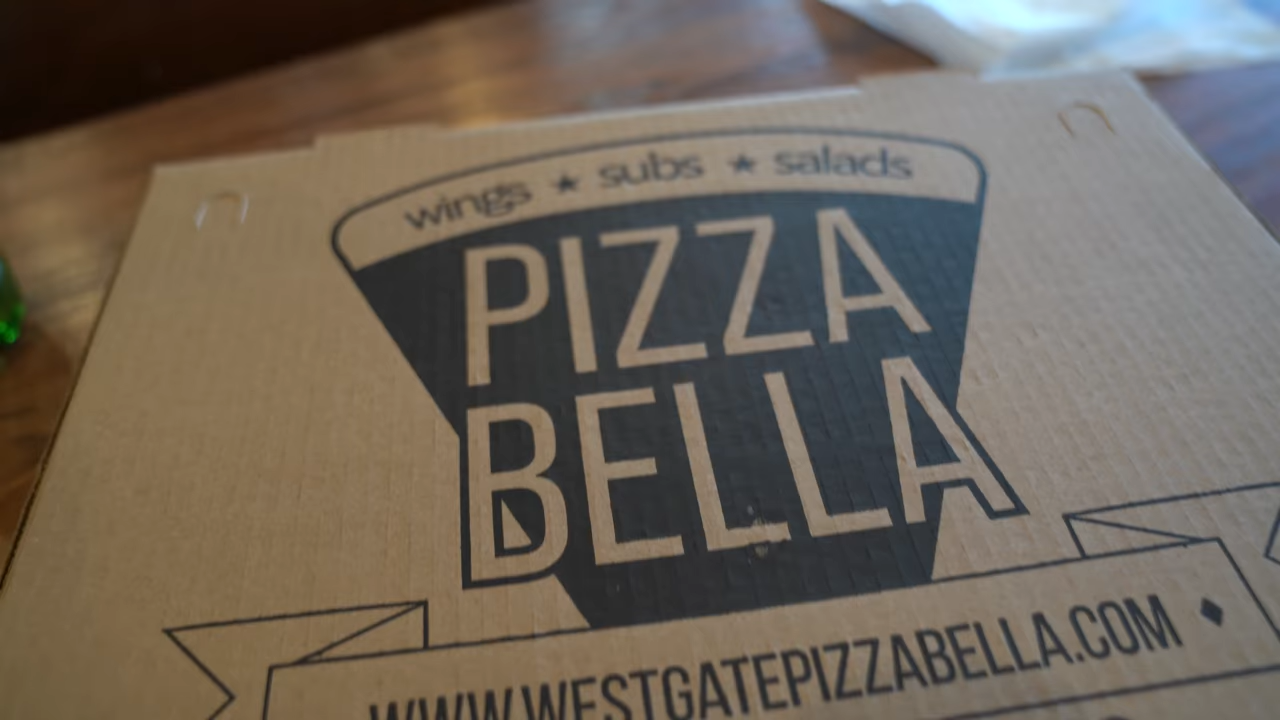 wings ★ subs ★ salads
PIZZA
BELLA
WWW.WESTGATEPIZZABELLA.COM